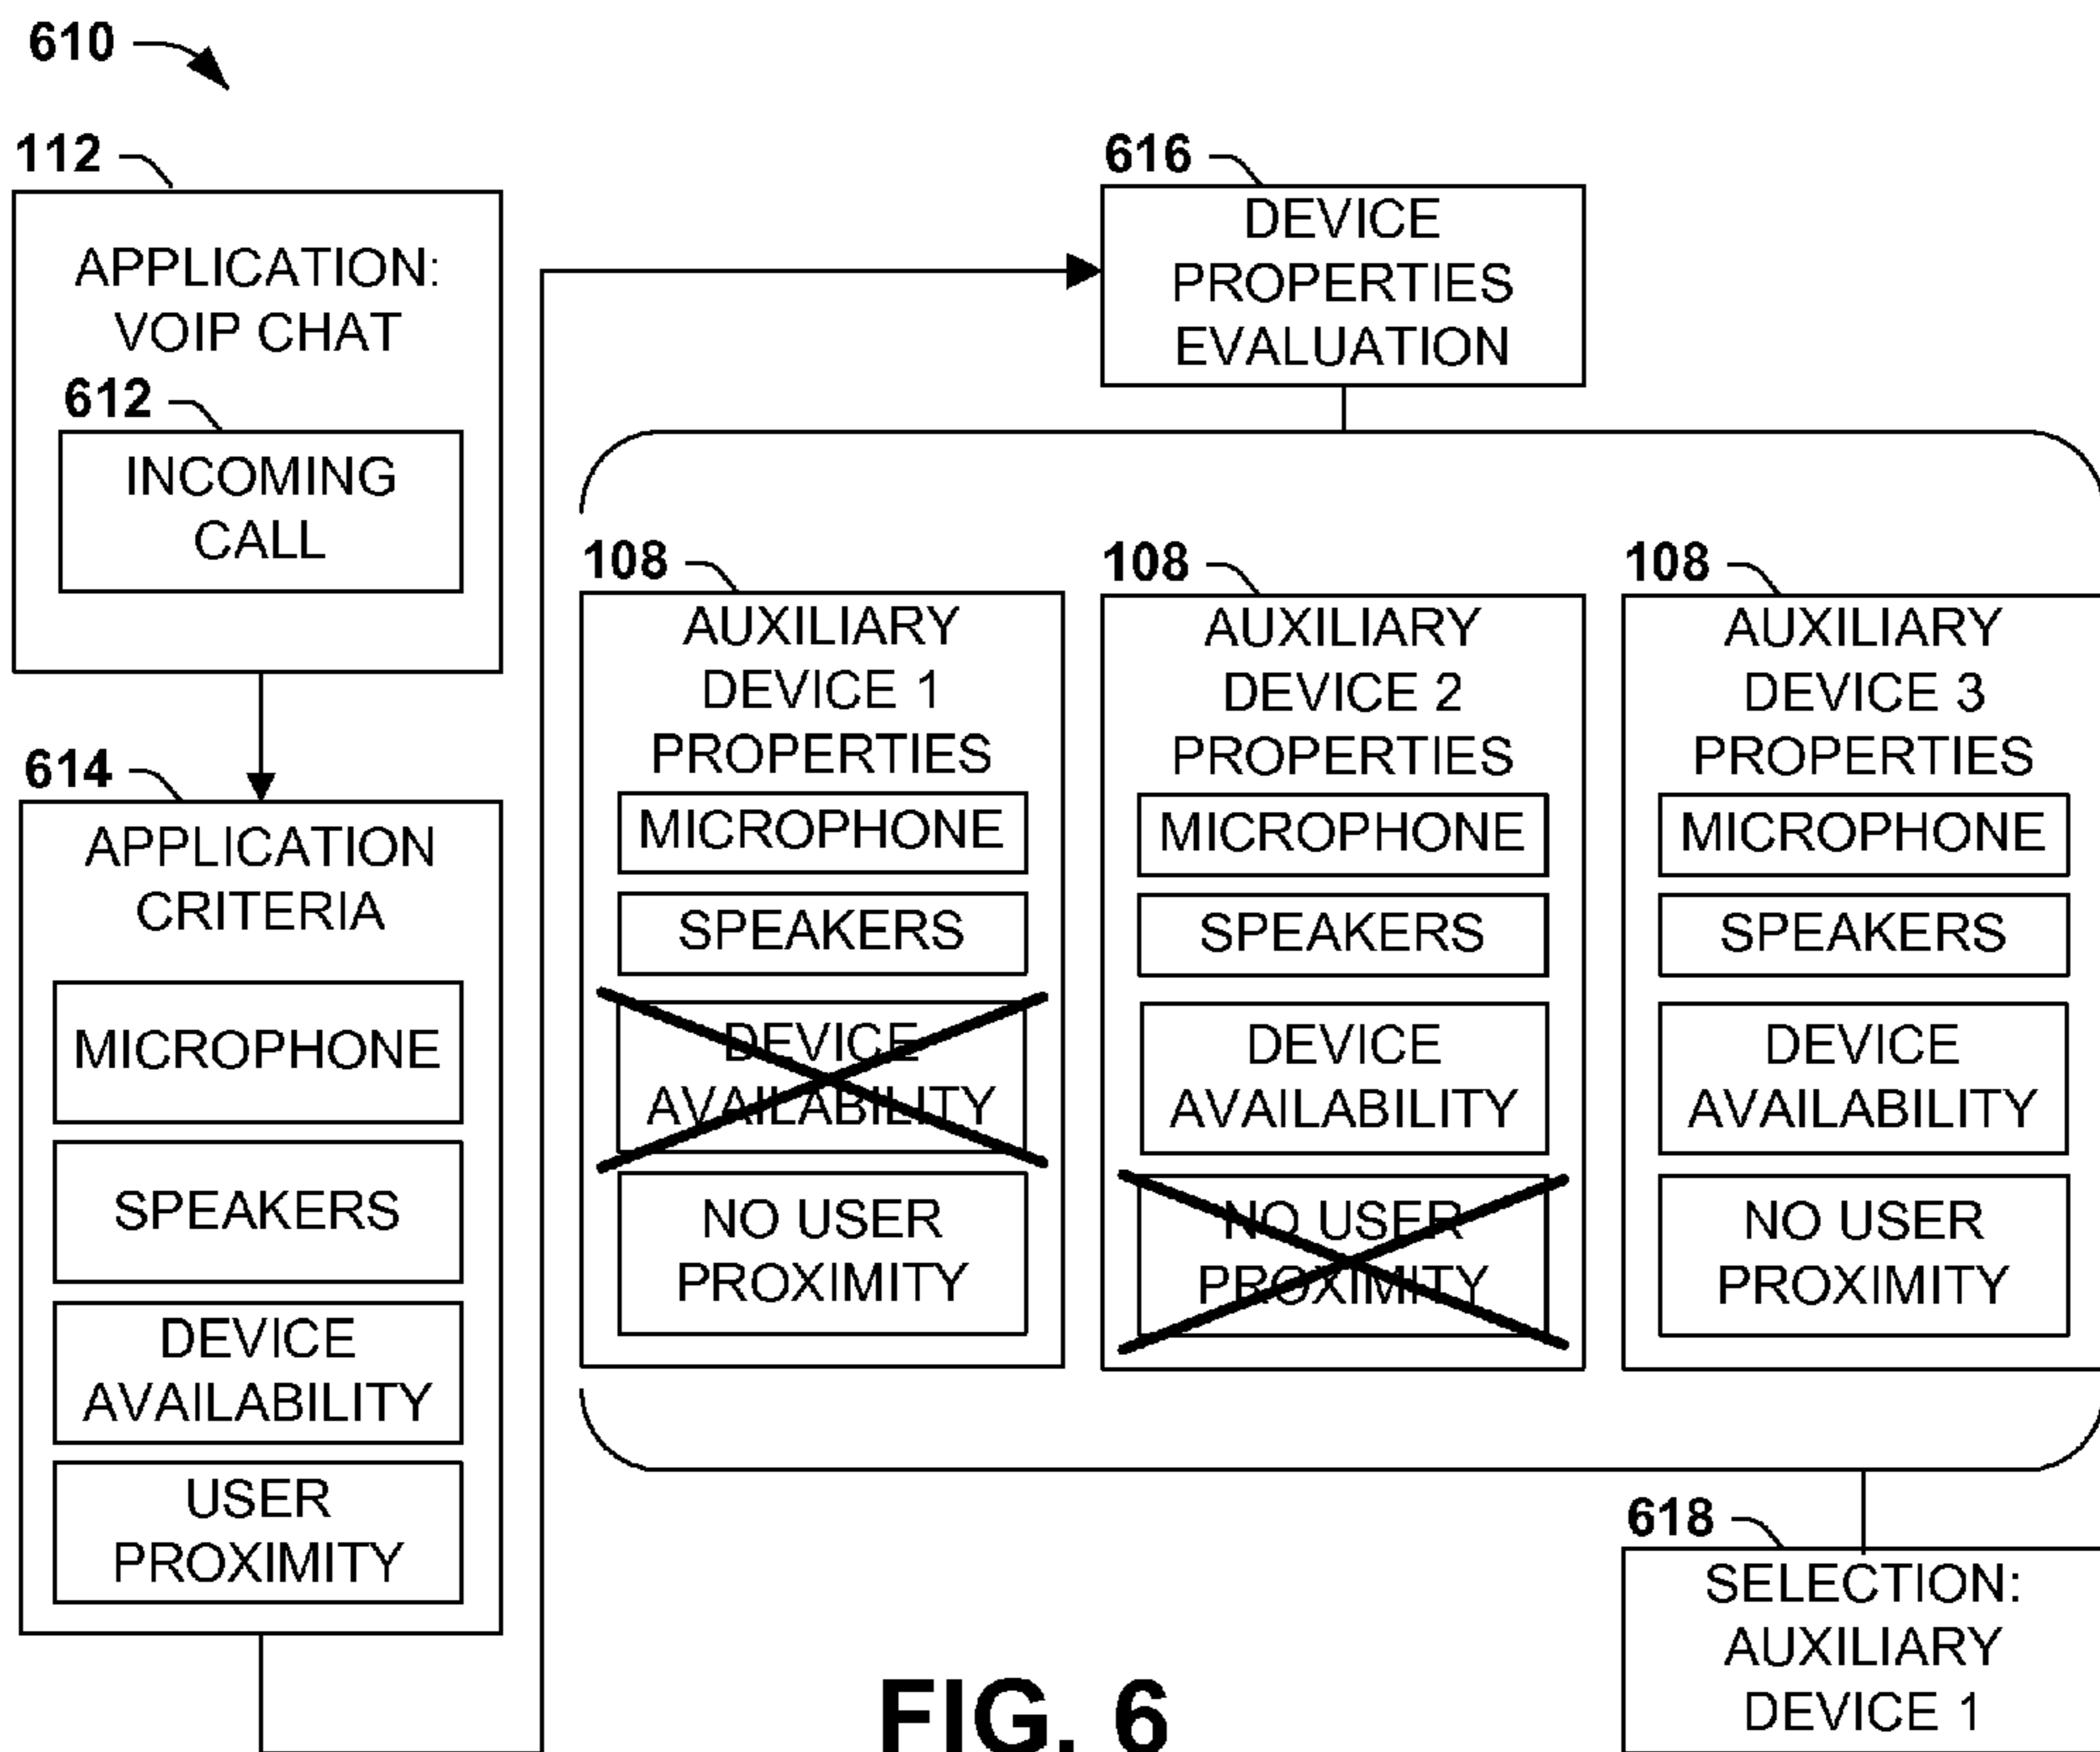 610
112
APPLICATION:
VOIP CHAT
612
INCOMING
CALL
614
APPLICATION
CRITERIA
MICROPHONE
SPEAKERS
DEVICE
AVAILABILITY
USER
PROXIMITY
616
DEVICE
PROPERTIES
EVALUATION
108
AUXILIARY
DEVICE 1
PROPERTIES
MICROPHONE
SPEAKERS
DEVICE
AVAILABILITY
NO USER
PROXIMITY
108
AUXILIARY
DEVICE 2
PROPERTIES
MICROPHONE
SPEAKERS
DEVICE
AVAILABILITY
NO USER
PROXIMITY
108
AUXILIARY
DEVICE 3
PROPERTIES
MICROPHONE
SPEAKERS
DEVICE
AVAILABILITY
NO USER
PROXIMITY
618
SELECTION:
AUXILIARY
DEVICE 1
FIG. 6